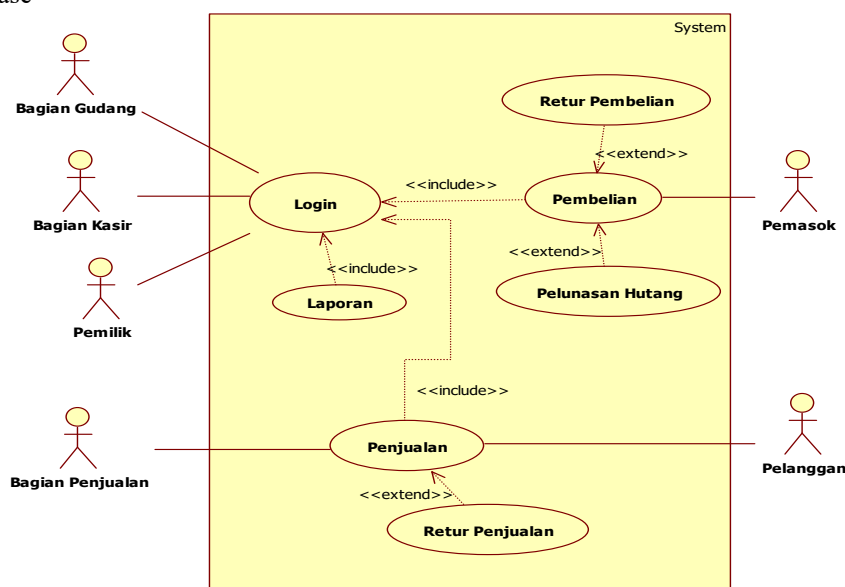 System
Bagian Gudang
Retur Pembelian
<<extend>>
<<include>>
Login
Pembelian
Bagian Kasir
Pemasok
<<extend>>
<<include>>
Laporan
Pelunasan Hutang
Pemilik
<<include>>
Penjualan
Bagian Penjualan
Pelanggan
<<extend>>
Retur Penjualan